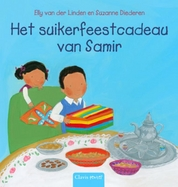 Elly van der Linden en Suzanne Diederen
Het suikerfeestcadeau
van Samir
Clavis